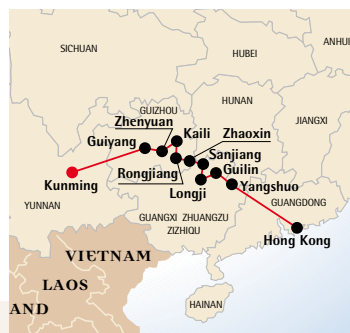 SICHUAN
HUBEI
ANHUI
GUIZHOU
HUNAN
JIANGXI
Zhenyuan
Kaili
Zhaoxin
Guiyang
Sanjiang
Guilin
Kunming
Rongjiang
Yangshuo
Longji
YUNNAN
GUANGXI ZHUANGZU
ZIZHIQU
GUANGDONG
Hong Kong
VIETNAM
LAOS
AND
HAINAN